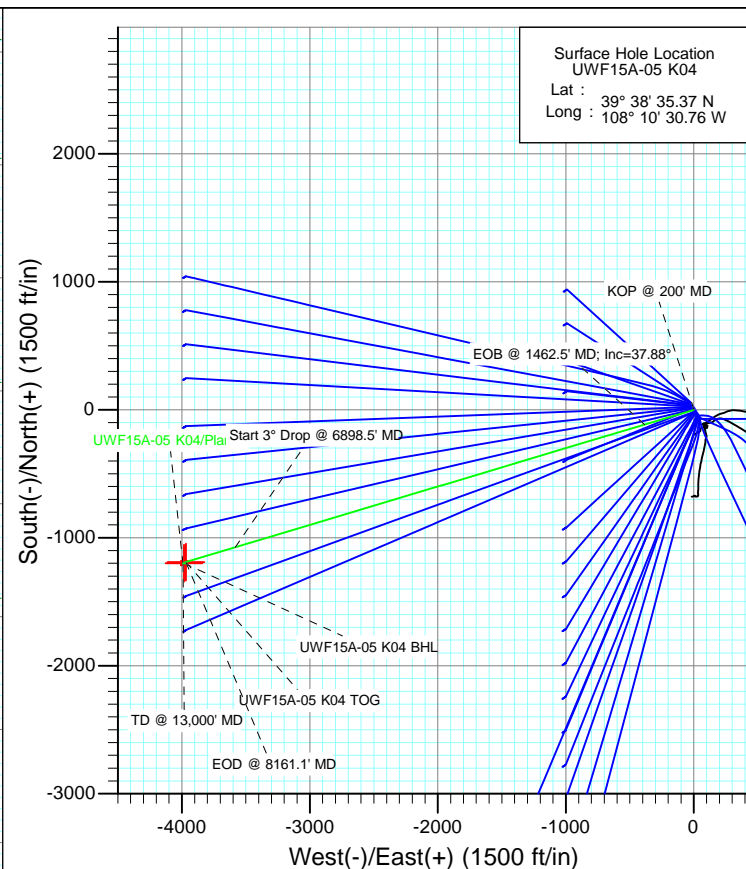 Surface Hole Location
UWF15A-05 K04
Lat :
39° 38' 35.37 N
Long : 108° 10' 30.76 W
2000
1000
0
-1000
-2000
-3000
South(-)/North(+) (1500 ft/in)
KOP @ 200' MD
EOB @ 1462.5' MD; Inc=37.88°
UWF15A-05 K04/Pla
Start 3° Drop @ 6898.5' MD
UWF15A-05 K04 BHL
UWF15A-05 K04 TOG
TD @ 13,000' MD
EOD @ 8161.1' MD
-4000 -3000 -2000 -1000 0
West(-)/East(+) (1500 ft/in)